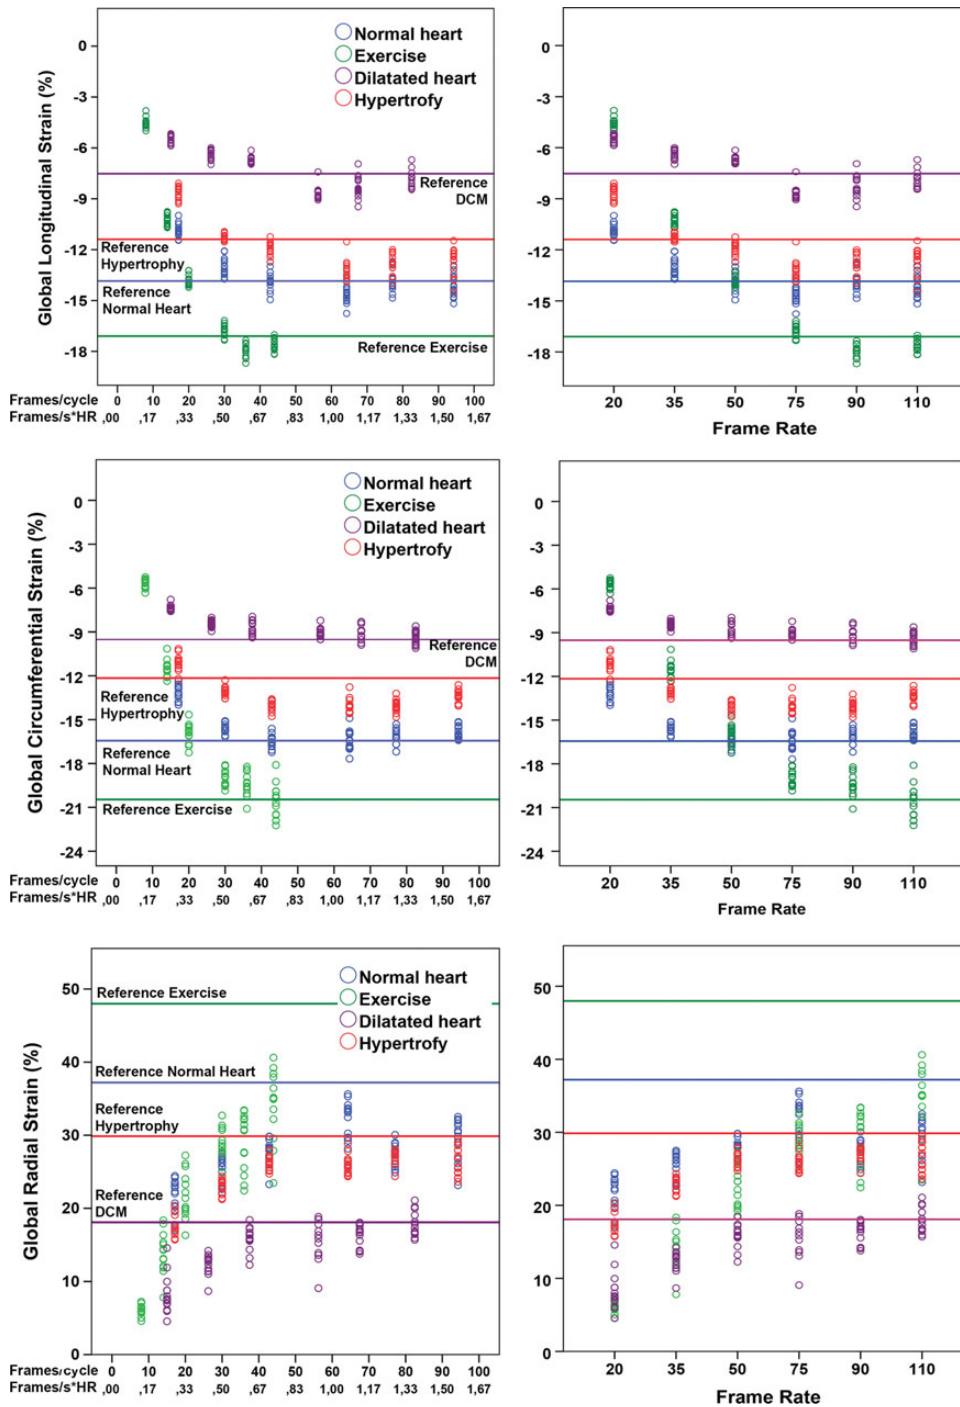 Global Longitudinal Strain (%)
0
-3
-6
-9
-12
-15
-18
Normal heart
Exercise
Dilatated heart
Hypertrofy
Reference
DCM
Reference
Hypertrophy
Reference
Normal Heart
Reference Exercise
Frames/cycle 0 10 20 30 40 50 60 70 80 90 100
Frames/s*HR ,00 ,17 ,33 ,50 ,67 ,83 1,00 1,17 1,33 1,50 1,67
0
-3
-6
-9
-12
-15
-18
20 35 50 75 90 110
Frame Rate
Global Circumferential Strain (%)
0
-3
-6
-9
-12
-15
-18
-21
-24
Normal heart
Exercise
Dilatated heart
Hypertrofy
Reference
DCM
Reference
Hypertrophy
Reference
Normal Heart
Reference Exercise
Frames/cycle 0 10 20 30 40 50 60 70 80 90 100
Frames/s*HR ,00 ,17 ,33 ,50 ,67 ,83 1,00 1,17 1,33 1,50 1,67
0
-3
-6
-9
-12
-15
-18
-21
-24
20 35 50 75 90 110
Frame Rate
Global Radial Strain (%)
50
40
30
20
10
0
Normal heart
Exercise
Dilatated heart
Hypertrofy
Reference Exercise
Reference Normal Heart
Reference
Hypertrophy
Reference
DCM
Frames/cycle 0 10 20 30 40 50 60 70 80 90 100
Frames/s*HR ,00 ,17 ,33 ,50 ,67 ,83 1,00 1,17 1,33 1,50 1,67
50
40
30
20
10
0
20 35 50 75 90 110
Frame Rate